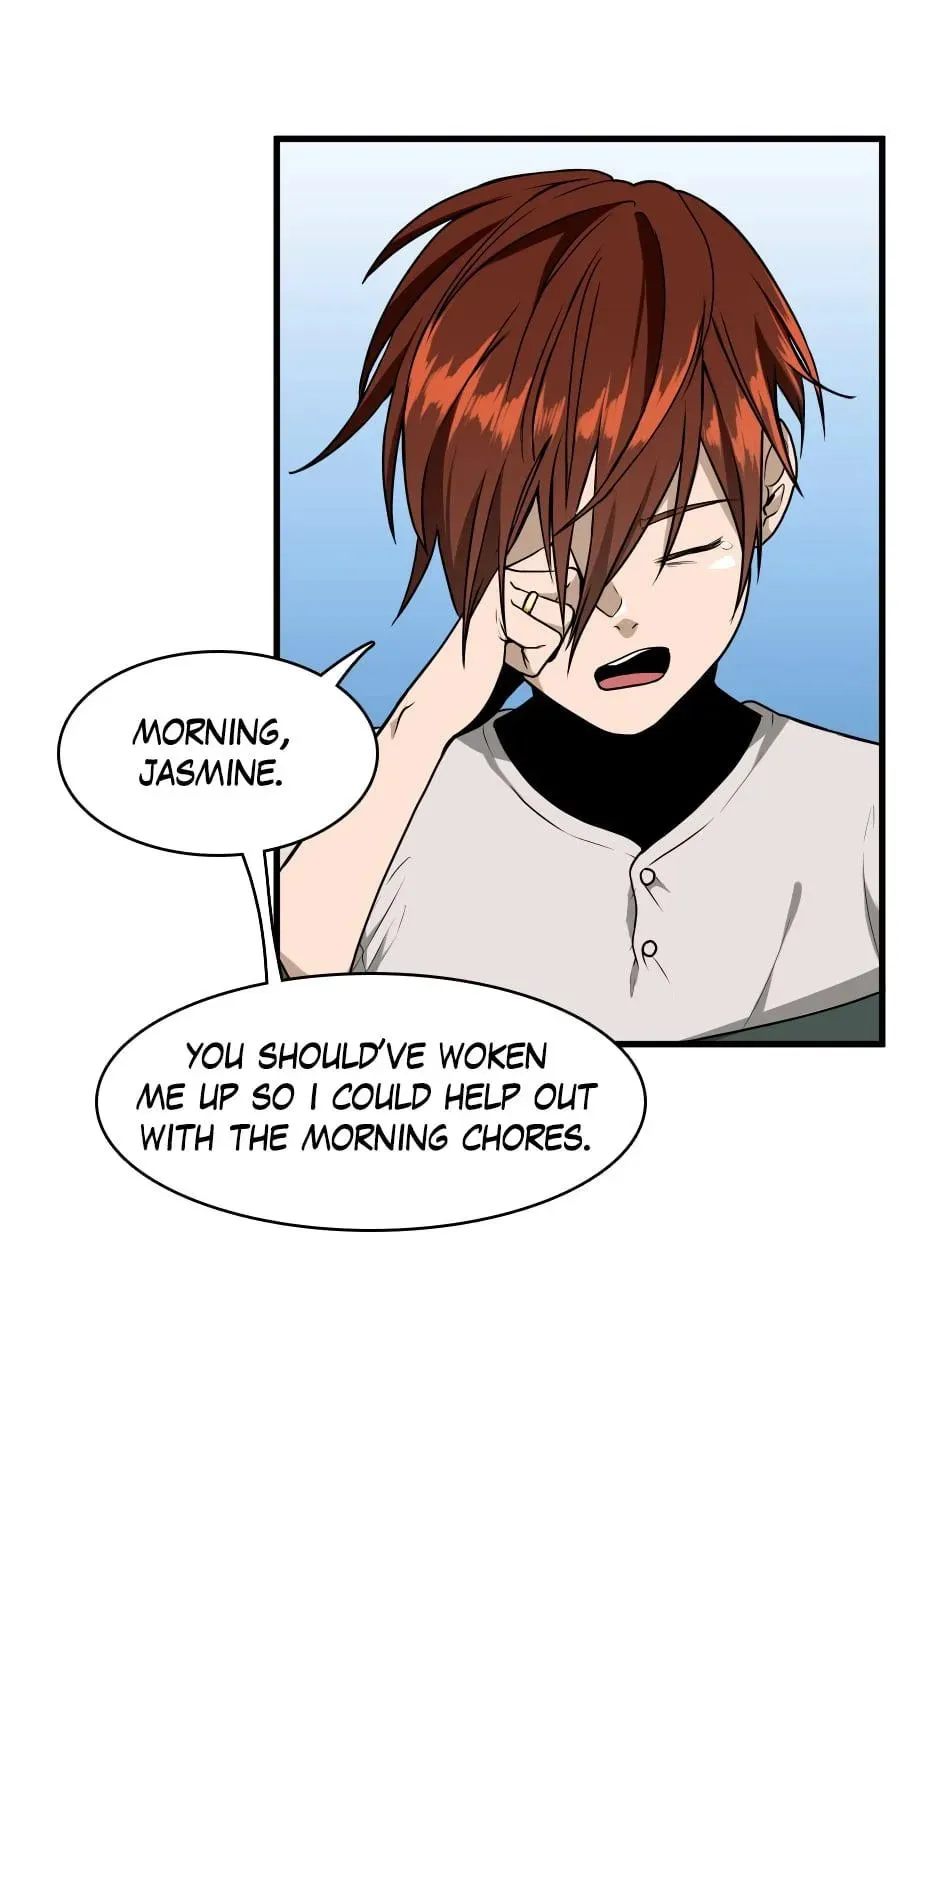 MORNING,
JASMINE.
YOU SHOULD'VE WOKEN
ME UP SO I COULD HELP OUT
WITH THE MORNING CHORES.